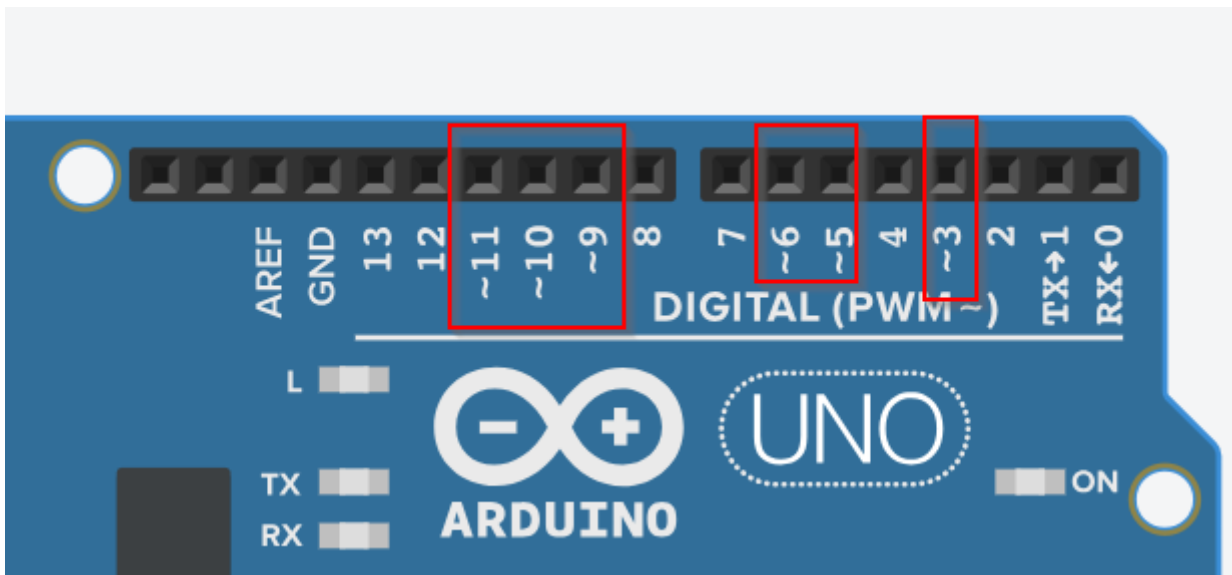 AREF
GND
13
12
~11
~10
~9
8
7
~6
~5
4
~3
2
TX→1
RX←0
DIGITAL (PWM~)
L
TX
RX
ARDUINO
UNO
ON